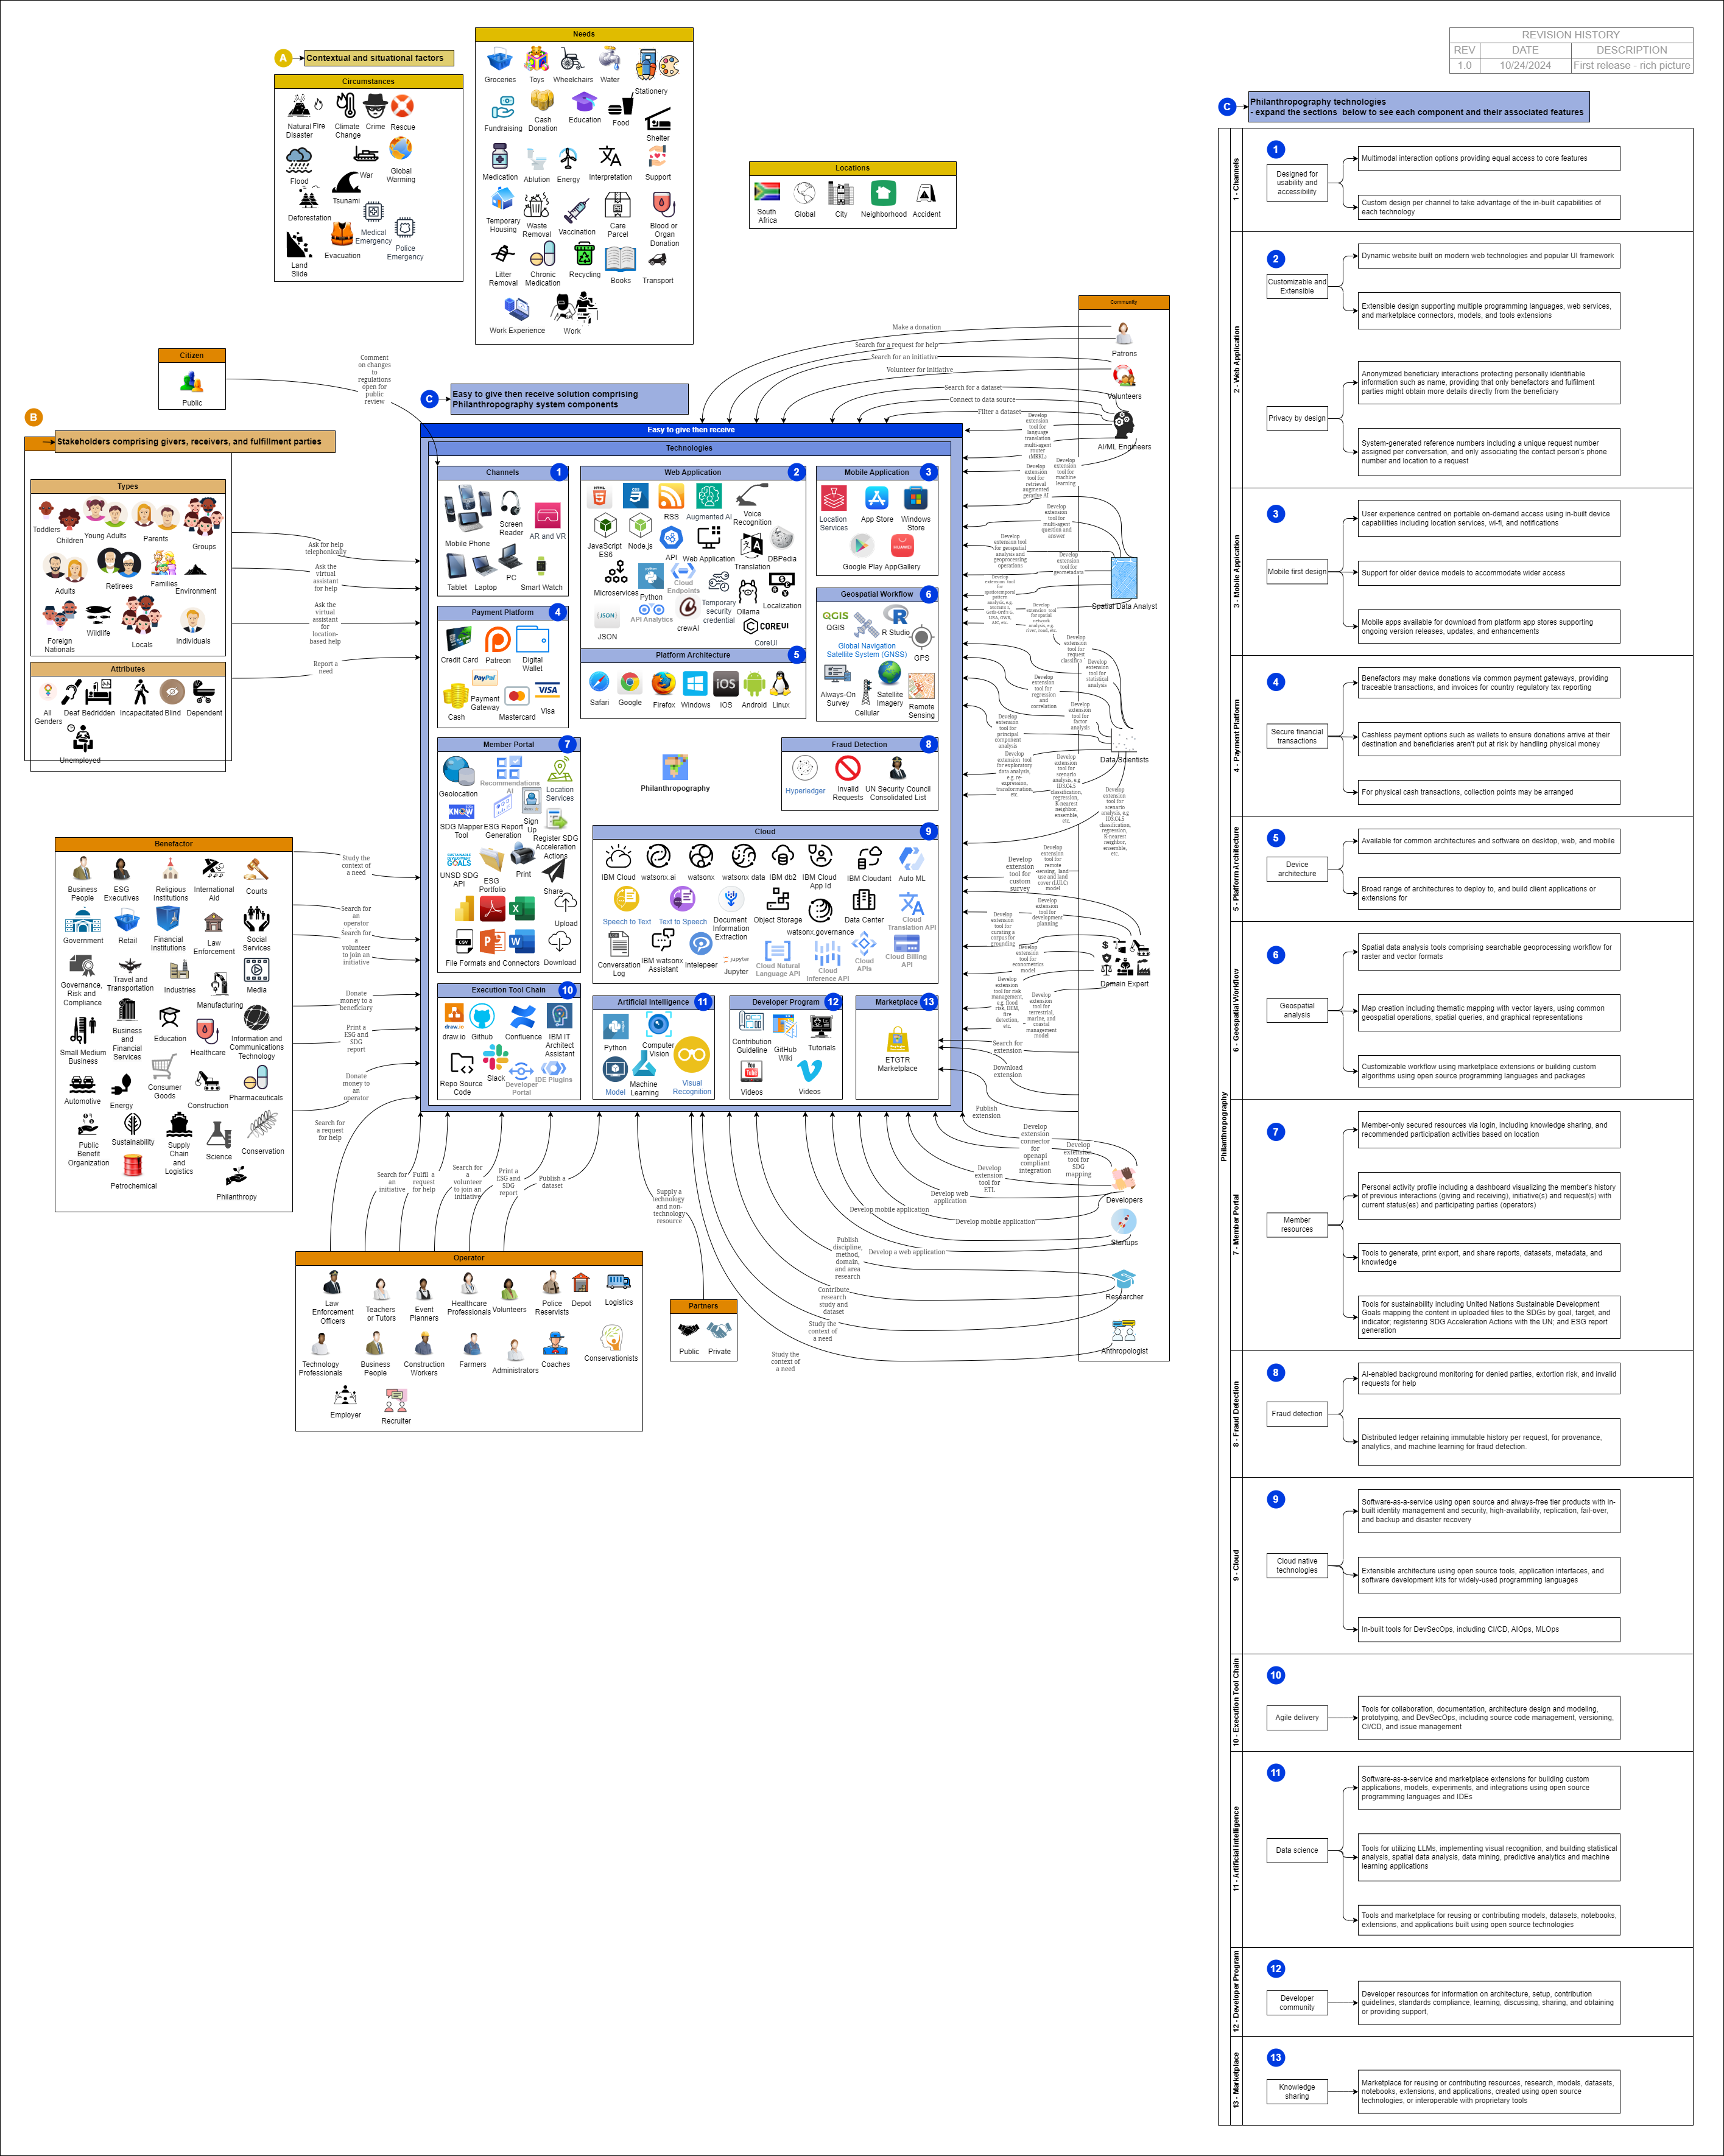 REVISION HISTORY
REV DATE DESCRIPTION
1.0 10/24/2024 First release - rich picture
A
Contextual and situational factors
Circumstances
Natural
Disaster
Fire
Climate
Change
Crime
Rescue
Flood
War
Global
Warming
Tsunami
Deforestation
Medical
Emergency
Police
Emergency
Evacuation
Land
Slide
Needs
Groceries
Toys
Wheelchairs
Water
Stationery
Fundraising
Cash
Donation
Education
Food
Shelter
Medication
Ablution
Energy
Interpretation
Support
Temporary
Housing
Waste
Removal
Vaccination
Care
Parcel
Blood or
Organ
Donation
Litter
Removal
Chronic
Medication
Recycling
Books
Transport
Work Experience
Work
Locations
South
Africa
Global
City
Neighborhood
Accident
Citizen
Public
Comment
on changes
to
regulations
open for
public
review
B
Stakeholders comprising givers, receivers, and fulfillment parties
Types
Toddlers
Children
Young Adults
Parents
Groups
Adults
Retirees
Families
Environment
Foreign
Nationals
Wildlife
Locals
Individuals
Attributes
All
Genders
Deaf
Bedridden
Incapacitated
Blind
Dependent
Unemployed
Ask for help
telephonically
Ask the
virtual
assistant
for help
Ask the
virtual
assistant
for
location-
based help
Report a
need
Benefactor
Business
People
ESG
Executives
Religious
Institutions
International
Aid
Courts
Government
Retail
Financial
Institutions
Law
Enforcement
Social
Services
Governance,
Risk and
Compliance
Travel and
Transportation
Industries
Manufacturing
Media
Small Medium
Business
Business
and
Financial
Services
Education
Healthcare
Information and
Communications
Technology
Automotive
Energy
Consumer
Goods
Construction
Pharmaceuticals
Public
Benefit
Organization
Sustainability
Supply
Chain
and
Logistics
Science
Conservation
Petrochemical
Philanthropy
Study the
context of
a need
Search for
an
operator
Search for
a
volunteer
to join an
initiative
Donate
money to a
beneficiary
Print a
ESG and
SDG
report
Donate
money to
an
operator
Search for
a request
for help
Search for
an
initiative
Fulfil a
request
for help
Search for
a
volunteer
to join an
initiative
Print a
ESG and
SDG
report
Publish a
dataset
Operator
Law
Enforcement
Officers
Teachers
or Tutors
Event
Planners
Healthcare
Professionals
Volunteers
Police
Reservists
Depot
Logistics
Technology
Professionals
Business
People
Construction
Workers
Farmers
Administrators
Coaches
Conservationists
Employer
Recruiter
Supply a
technology
and non-
technology
resource
Partners
Public
Private
C
Easy to give then receive solution comprising
Philanthropography system components
Easy to give then receive
Technologies
Channels
1
Mobile Phone
Screen
Reader
AR and VR
Tablet
Laptop
PC
Smart Watch
Web Application
2
HTML
CSS
RSS
Augmented AI
Voice
Recognition
JavaScript
ES6
Node.js
API
Web Application
Translation
DBPedia
Microservices
Python
Cloud
Endpoints
Temporary
security
credential
Ollama
Localization
JSON
JSON
API Analytics
crewAI
COREUI
CoreUI
Mobile Application
3
Location
Services
App Store
Windows
Store
Google Play
HUAWEI
AppGallery
Payment Platform
4
Credit Card
Patreon
Digital
Wallet
PayPal
Payment
Gateway
Cash
Mastercard
VISA
Visa
Platform Architecture
5
Safari
Google
Firefox
Windows
iOS
iOS
Android
Linux
Geospatial Workflow
6
QGIS
QGIS
R Studio
Global Navigation
Satellite System (GNSS)
GPS
Always-On
Survey
Cellular
Satellite
Imagery
Remote
Sensing
Member Portal
7
Geolocation
Recommendations
AI
Location
Services
KNOW
SDG Mapper
Tool
ESG Report
Generation
Sign
Up
Register SDG
Acceleration
Actions
SUSTAINABLE
DEVELOPMENT
GOALS
UNSD SDG
API
ESG
Portfolio
Print
Share
Upload
CSV
File Formats and Connectors
Download
Philanthropography
Fraud Detection
8
Hyperledger
Invalid
Requests
UN Security Council
Consolidated List
Cloud
9
IBM Cloud
watsonx.ai
watsonx
watsonx data
IBM db2
IBM Cloud
App Id
IBM Cloudant
Auto ML
Speech to Text
Text to Speech
Document
Information
Extraction
Object Storage
watsonx.governance
Data Center
Cloud
Translation API
Conversation
Log
IBM watsonx
Assistant
Intelepeer
jupyter
Jupyter
Cloud Natural
Language API
Cloud
Inference API
Cloud
APIs
Cloud Billing
API
Execution Tool Chain
10
draw.io
draw.io
Github
Confluence
IBM IT
Architect
Assistant
Repo Source
Code
Slack
Developer
Portal
IDE Plugins
Artificial Intelligence
11
Python
Computer
Vision
Model
Machine
Learning
Visual
Recognition
Developer Program
12
Contribution
Guideline
GitHub
Wiki
Tutorials
You
Tube
Videos
Videos
Marketplace
13
ETGTR
Marketplace
Make a donation
Search for a request for help
Search for an initiative
Volunteer for initiative
Search for a dataset
Connect to data source
Filter a dataset
Develop
extension
tool for
language
translation
multi-agent
router
(MRKL)
Develop
extension
tool for
retrieval
augmented
gerative AI
Develop
extension
tool for
machine
learning
Develop
extension
tool for
multi-agent
question and
answer
Develop
extension tool
for geospatial
analysis and
geoprocessing
operations
Develop
extension
tool for
geometadata
Develop
extension
tool for
request
classifics
Develop
extension
tool for
statistical
analysis
Develop
extension
tool for
regression
and
correlation
Develop
extension
tool for
factor
analysis
Develop
extension
tool for
principal
component
analysis
Develop
extension tool
for exploratory
data analysis,
e.g. re-
expression,
transformation,
etc.
Develop
extension
tool for
scenario
analysis, e.g
ID3,C4.5
classification,
regression,
K-nearest
neighbor,
ensemble,
etc.
Develop
extension
tool for
scenario
analysis, e.g
ID3,C4.5
classification,
regression,
K-nearest
neighbor,
ensemble,
etc.
Develop
extension
tool for
custom
survey
Develop
extension
tool for
remote
sensing, land
use and land
cover (LULC)
model
Develop
extension
tool for
development
planning
Develop
extension
tool for
curating a
corpus for
grounding
Develop
extension
tool for
econometrics
model
Develop
extension
tool for risk
management,
e.g. flood
risk, DEM,
fire
detection,
etc.
Develop
extension
tool for
terrestrial,
marine, and
coastal
management
model
Search for
extension
Download
extension
Publish
extension
Develop
extension
connector
for
openapi
compliant
integration
Develop
extension
tool for
SDG
mapping
Develop
extension
tool for
ETL
Develop web
application
Develop mobile application
Develop mobile application
Develop a web application
Publish
discipline,
method,
domain,
and area
research
Contribute
research
study and
dataset
Study the
context of
a need
Study the
context of
a need
Community
Patrons
Volunteers
AI/ML Engineers
Spatial Data Analyst
Data Scientists
Domain Expert
Developers
Startups
Researcher
Anthropologist
C
Philanthropography technologies
- expand the sections below to see each component and their associated features
Philanthropography
1 - Channels
1
Designed for
usability and
accessibility
Multimodal interaction options providing equal access to core features
Custom design per channel to take advantage of the in-built capabilities of
each technology
2 - Web Application
2
Customizable and
Extensible
Dynamic website built on modern web technologies and popular UI framework
Extensible design supporting multiple programming languages, web services,
and marketplace connectors, models, and tools extensions
Privacy by design
Anonymized beneficiary interactions protecting personally identifiable
information such as name, providing that only benefactors and fulfilment
parties might obtain more details directly from the beneficiary
System-generated reference numbers including a unique request number
assigned per conversation, and only associating the contact person's phone
number and location to a request
3 - Mobile Appication
3
Mobile first design
User experience centred on portable on-demand access using in-built device
capabilities including location services, wi-fi, and notifications
Support for older device models to accommodate wider access
Mobile apps available for download from platform app stores supporting
ongoing version releases, updates, and enhancements
4 - Payment Platform
4
Secure financial
transactions
Benefactors may make donations via common payment gateways, providing
traceable transactions, and invoices for country regulatory tax reporting
Cashless payment options such as wallets to ensure donations arrive at their
destination and beneficiaries aren't put at risk by handling physical money
For physical cash transactions, collection points may be arranged
5 - Platform Architecture
5
Device
architecture
Available for common architectures and software on desktop, web, and mobile
Broad range of architectures to deploy to, and build client applications or
extensions for
6 - Geospatial Workflow
6
Geospatial
analysis
Spatial data analysis tools comprising searchable geoprocessing workflow for
raster and vector formats
Map creation including thematic mapping with vector layers, using common
geospatial operations, spatial queries, and graphical representations
Customizable workflow using marketplace extensions or building custom
algorithms using open source programming languages and packages
7 - Member Portal
7
Member
resources
Member-only secured resources via login, including knowledge sharing, and
recommended participation activities based on location
Personal activity profile including a dashboard visualizing the member's history
of previous interactions (giving and receiving), initiative(s) and request(s) with
current status(es) and participating parties (operators)
Tools to generate, print export, and share reports, datasets, metadata, and
knowledge
Tools for sustainability including United Nations Sustainable Development
Goals mapping the content in uploaded files to the SDGs by goal, target, and
indicator; registering SDG Acceleration Actions with the UN; and ESG report
generation
8 - Fraud Detection
8
Fraud detection
AI-enabled background monitoring for denied parties, extortion risk, and invalid
requests for help
Distributed ledger retaining immutable history per request, for provenance,
analytics, and machine learning for fraud detection.
9 - Cloud
9
Cloud native
technologies
Software-as-a-service using open source and always-free tier products with in-
built identity management and security, high-availability, replication, fail-over,
and backup and disaster recovery
Extensible architecture using open source tools, application interfaces, and
software development kits for widely-used programming languages
In-built tools for DevSecOps, including CI/CD, AIOps, MLOps
10 - Execution Tool Chain
10
Agile delivery
Tools for collaboration, documentation, architecture design and modeling,
prototyping, and DevSecOps, including source code management, versioning,
CI/CD, and issue management
11 - Artificial intelligence
11
Data science
Software-as-a-service and marketplace extensions for building custom
applications, models, experiments, and integrations using open source
programming languages and IDEs
Tools for utilizing LLMs, implementing visual recognition, and building statistical
analysis, spatial data analysis, data mining, predictive analytics and machine
learning applications
Tools and marketplace for reusing or contributing models, datasets, notebooks,
extensions, and applications built using open source technologies
12 - Developer Program
12
Developer
community
Developer resources for information on architecture, setup, contribution
guidelines, standards compliance, learning, discussing, sharing, and obtaining
or providing support,
13 - Marketplace
13
Knowledge
sharing
Marketplace for reusing or contributing resources, research, models, datasets,
notebooks, extensions, and applications, created using open source
technologies, or interoperable with proprietary tools